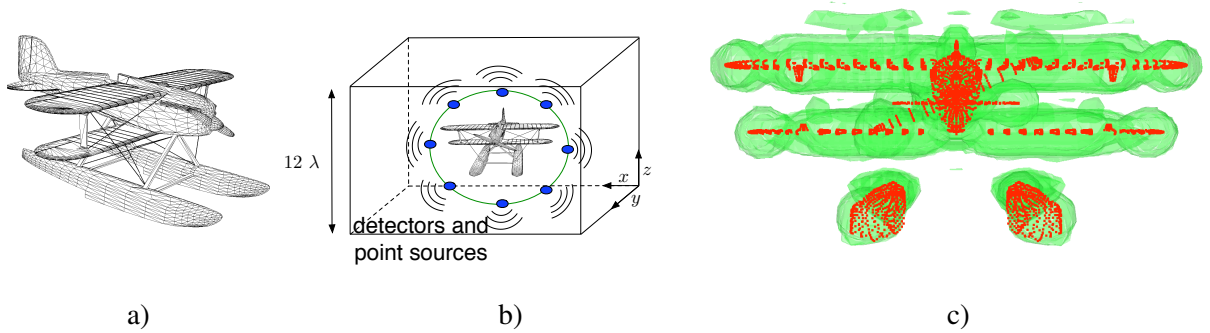 12 λ
x
z
y
detectors and
point sources
a)
b)
c)